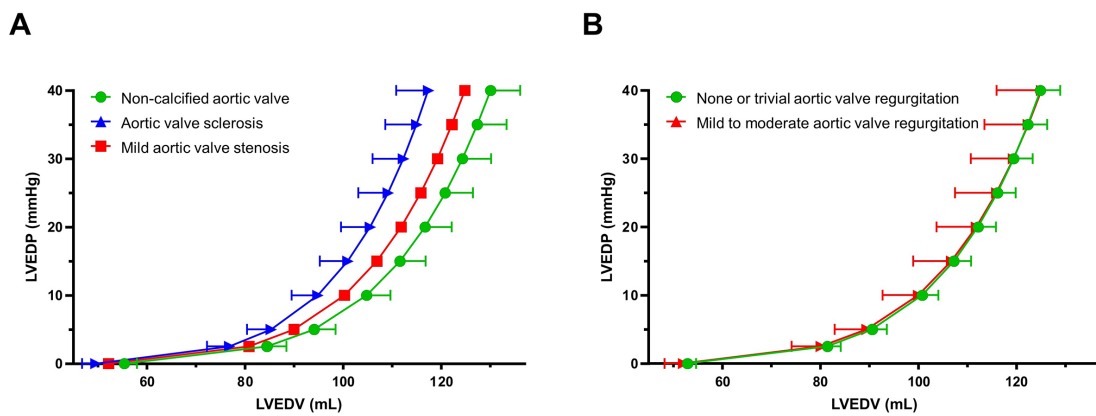 A
Non-calcified aortic valve
Aortic valve sclerosis
Mild aortic valve stenosis
LVEDP (mmHg)
40
30
20
10
0
60
80
100
120
LVEDV (mL)
B
None or trivial aortic valve regurgitation
Mild to moderate aortic valve regurgitation
LVEDP (mmHg)
40
30
20
10
0
60
80
100
120
LVEDV (mL)